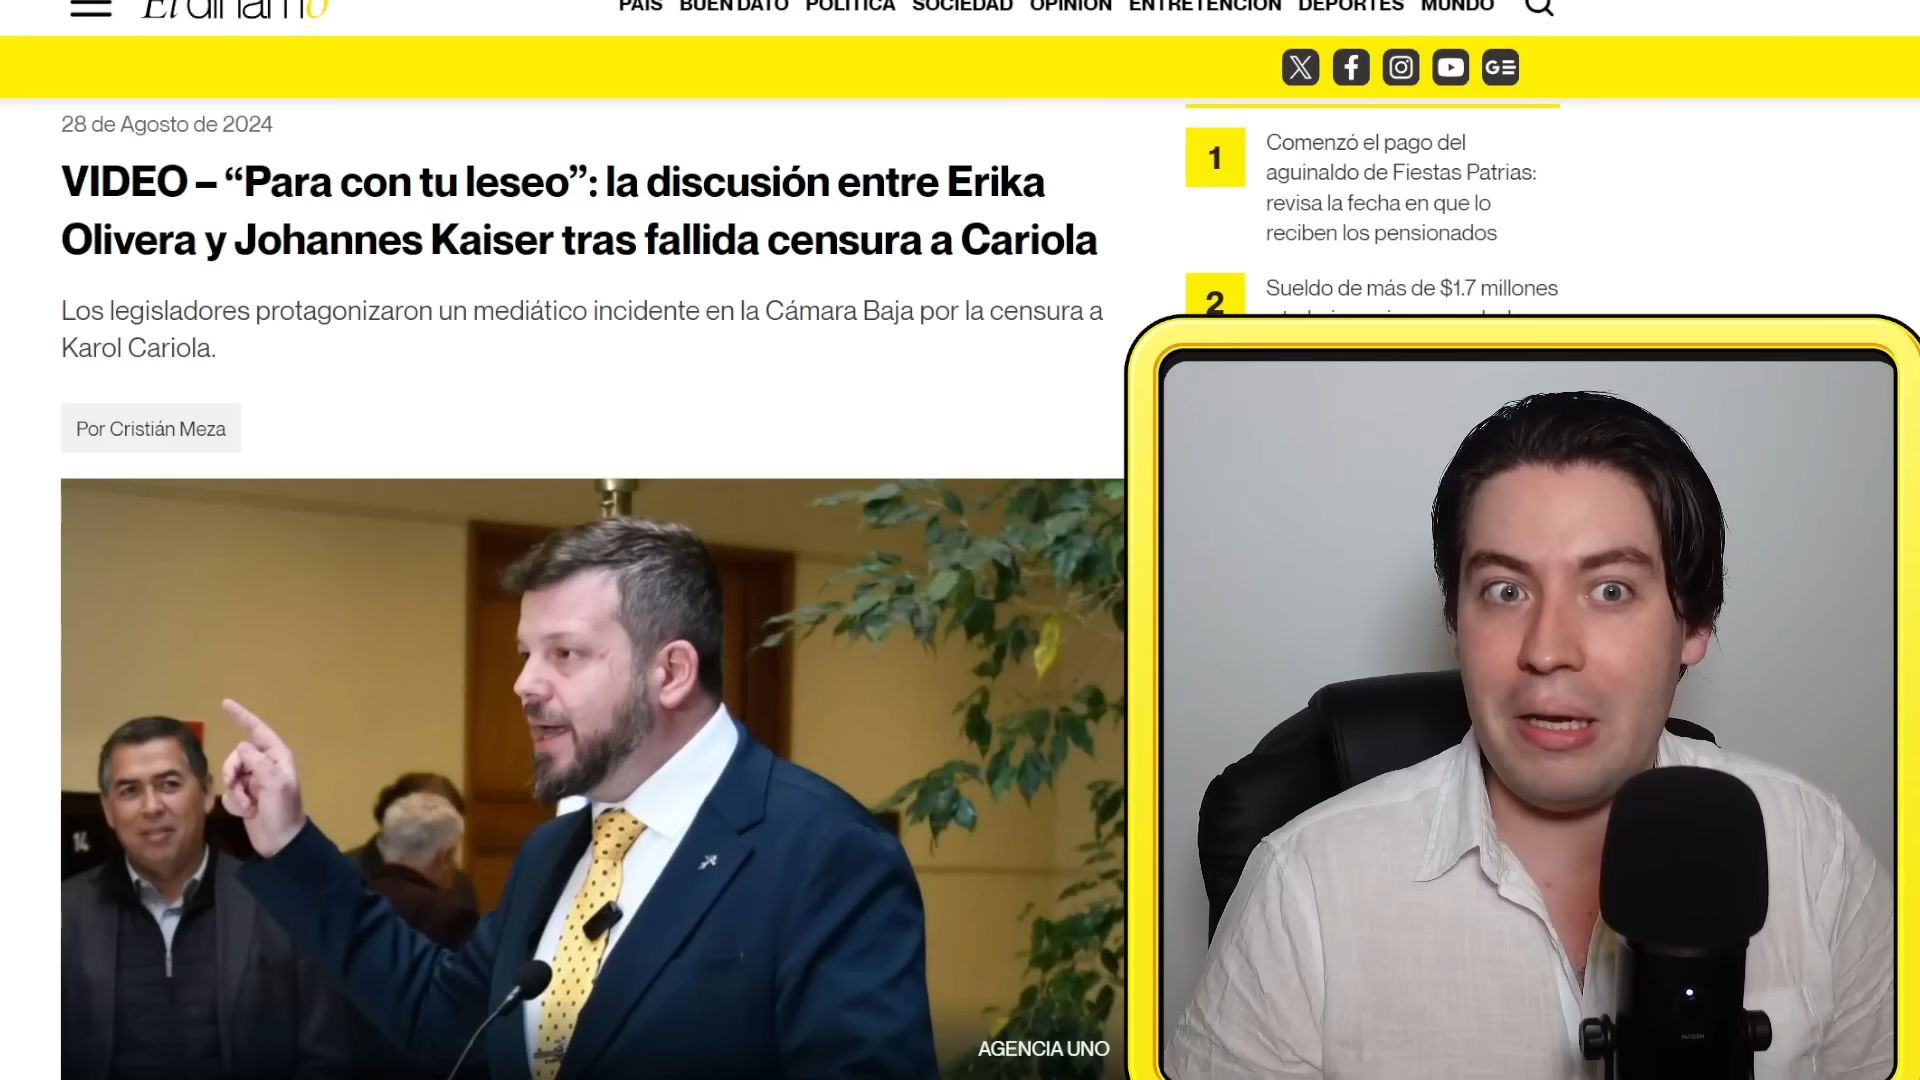 El dínamo
PAÍS BUEN DATO POLÍTICA SOCIEDAD OPINIÓN ENTRETENCIÓN DEPORTES MUNDO
28 de Agosto de 2024
VIDEO – “Para con tu leseo”: la discusión entre Erika
Olivera y Johannes Kaiser tras fallida censura a Cariola
Los legisladores protagonizaron un mediático incidente en la Cámara Baja por la censura a
Karol Cariola.
Por Cristián Meza
14
AGENCIA UNO
1
Comenzó el pago del
aguinaldo de Fiestas Patrias:
revisa la fecha en que lo
reciben los pensionados
2
Sueldo de más de $1.7 millones